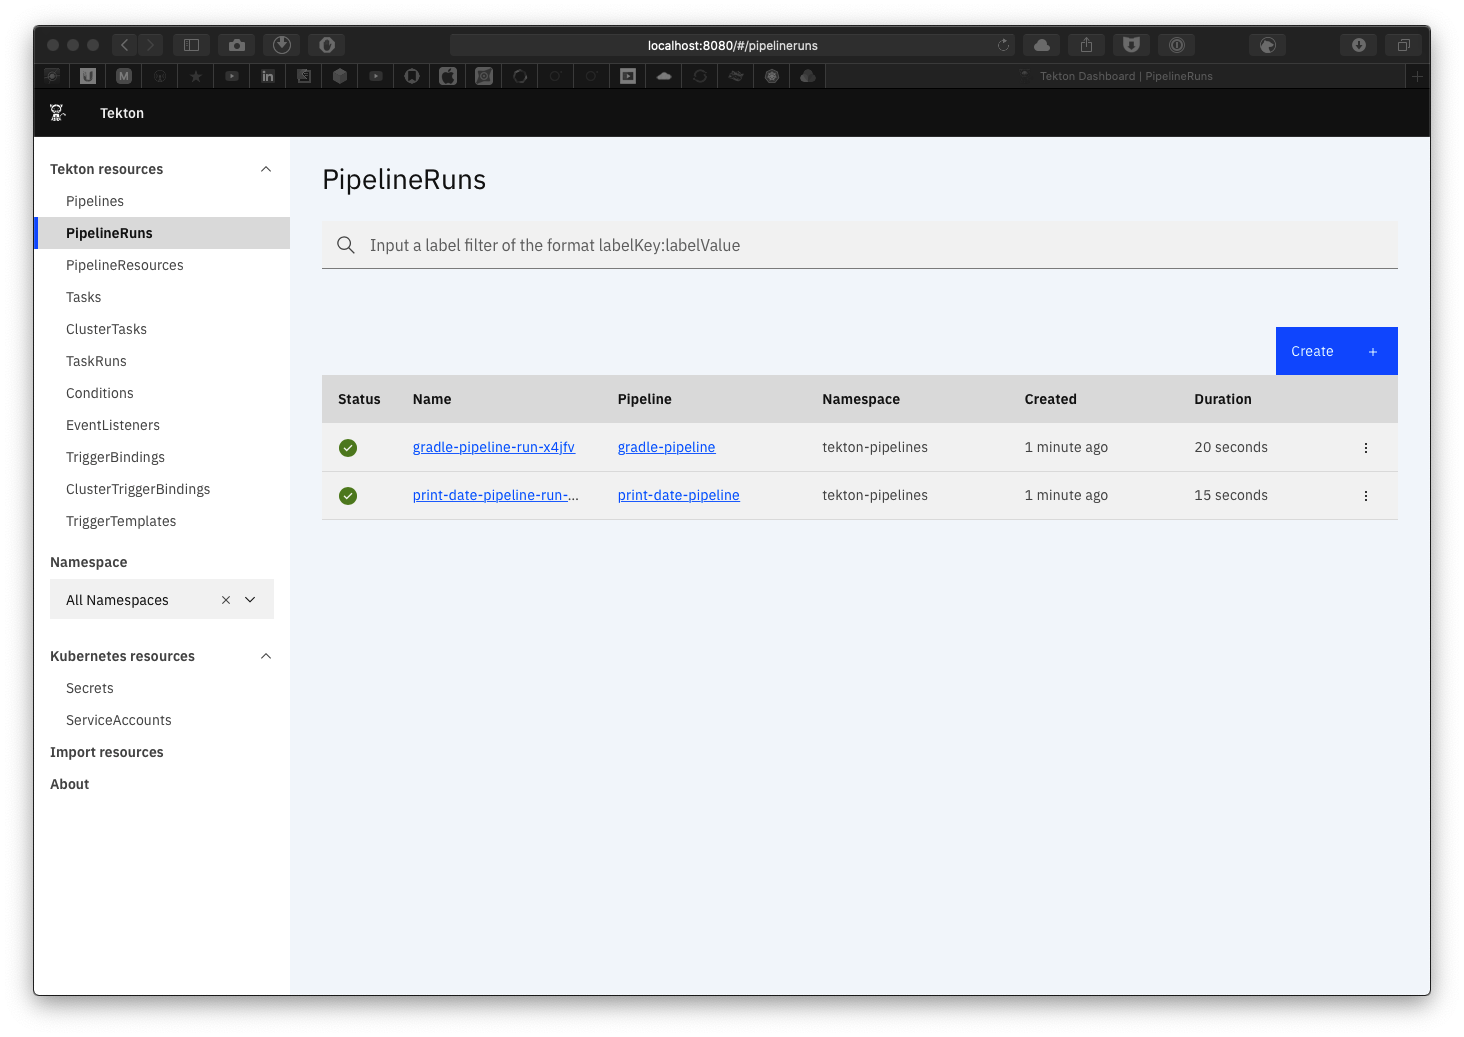 localhost:8080/#/pipelineruns
U M in
Tekton Dashboard | PipelineRuns
Tekton
Tekton resources
Pipelines
PipelineRuns
PipelineResources
Tasks
ClusterTasks
TaskRuns
Conditions
EventListeners
TriggerBindings
ClusterTriggerBindings
TriggerTemplates
Namespace
All Namespaces
Kubernetes resources
Secrets
ServiceAccounts
Import resources
About
PipelineRuns
Input a label filter of the format labelKey:labelValue
Create +
Status Name Pipeline Namespace Created Duration
gradle-pipeline-run-x4jfv gradle-pipeline tekton-pipelines 1 minute ago 20 seconds
print-date-pipeline-run-... print-date-pipeline tekton-pipelines 1 minute ago 15 seconds